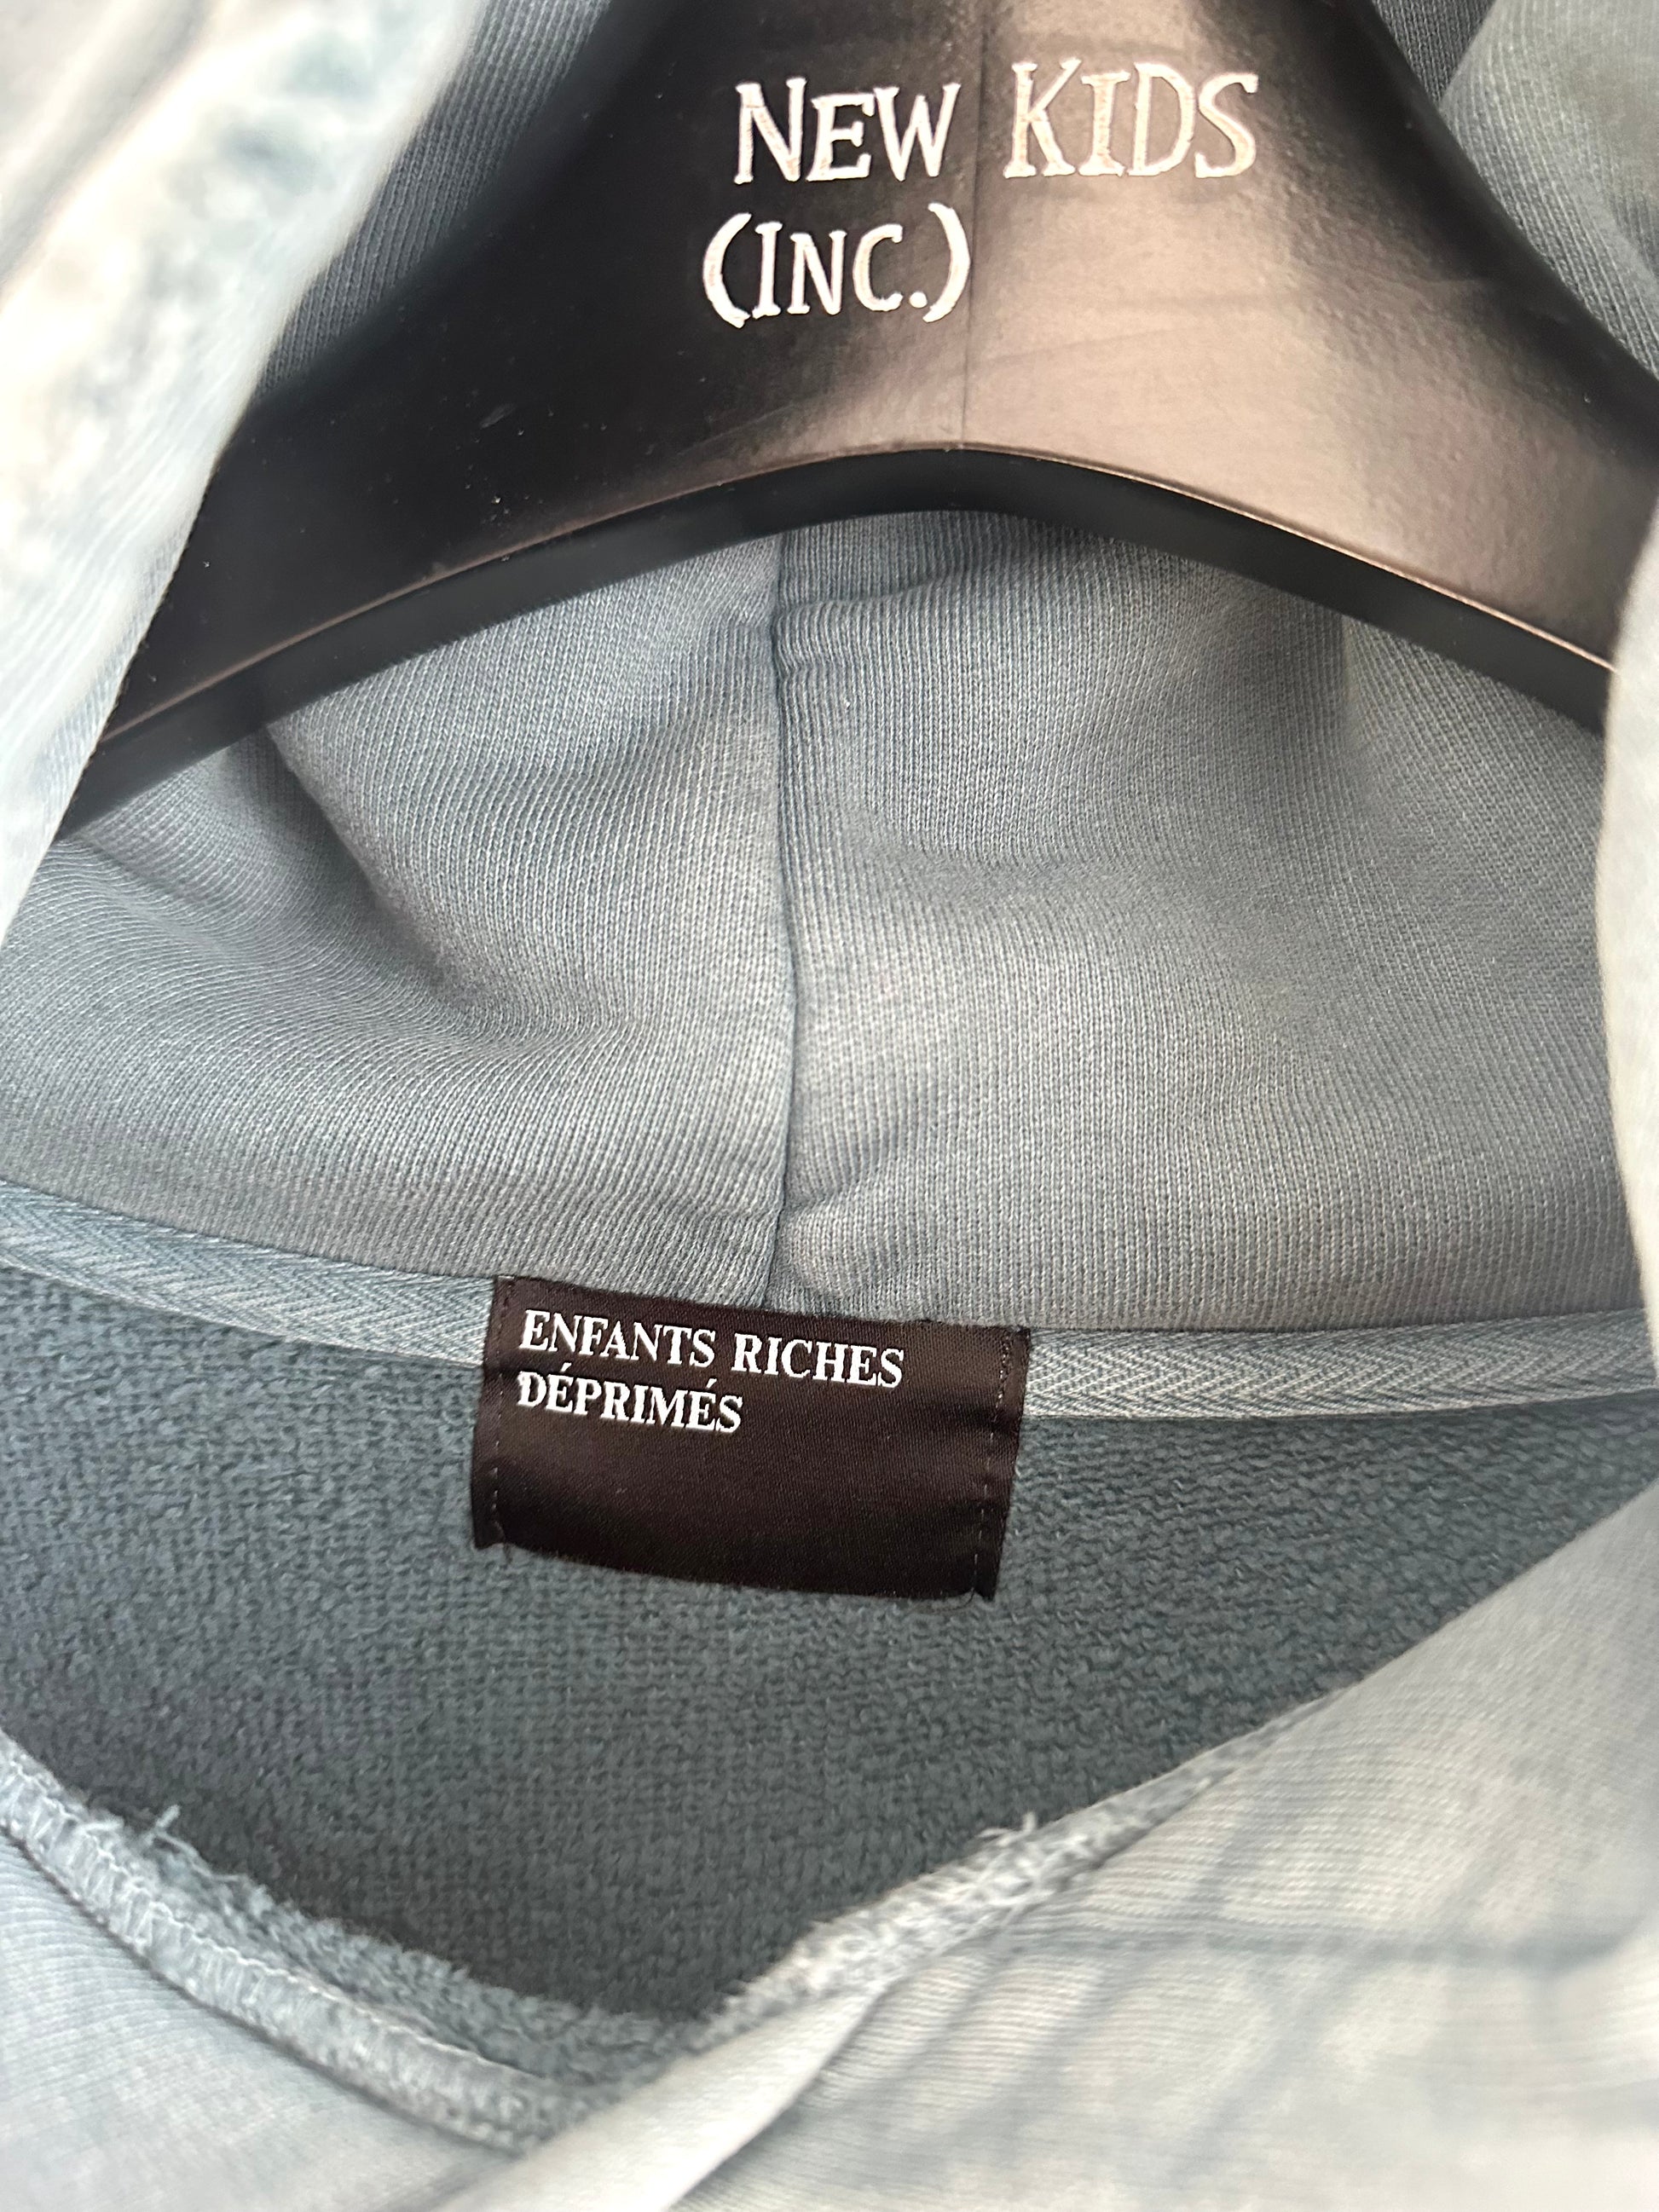 NEW KIDS
(INC.)
ENFANTS RICHES
DÉPRIMÉS